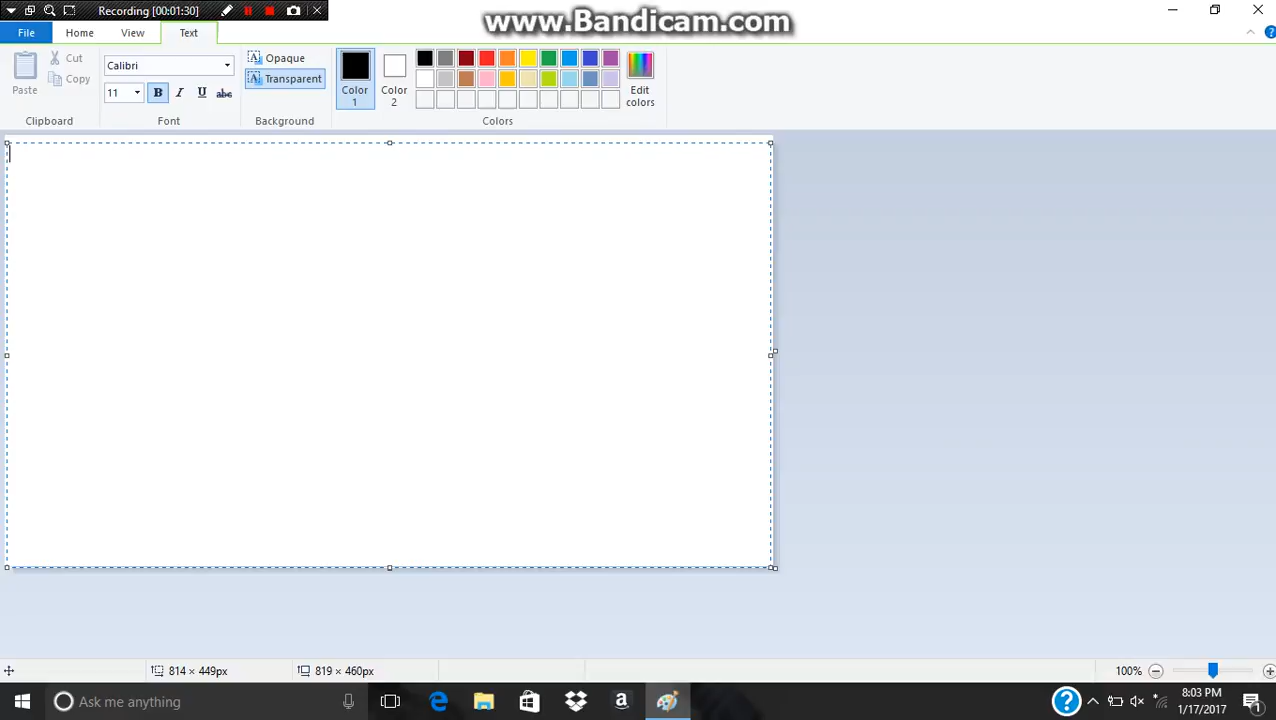 Recording [00:01:30]
www.Bandicam.com
File Home View Text
Paste Cut Copy Calibri 11 B I U abc Opaque Transparent Color 1 Color 2 Edit colors
Clipboard Font Background Colors
814 × 449px 819 × 460px 100%
Ask me anything 8:03 PM
1/17/2017 1